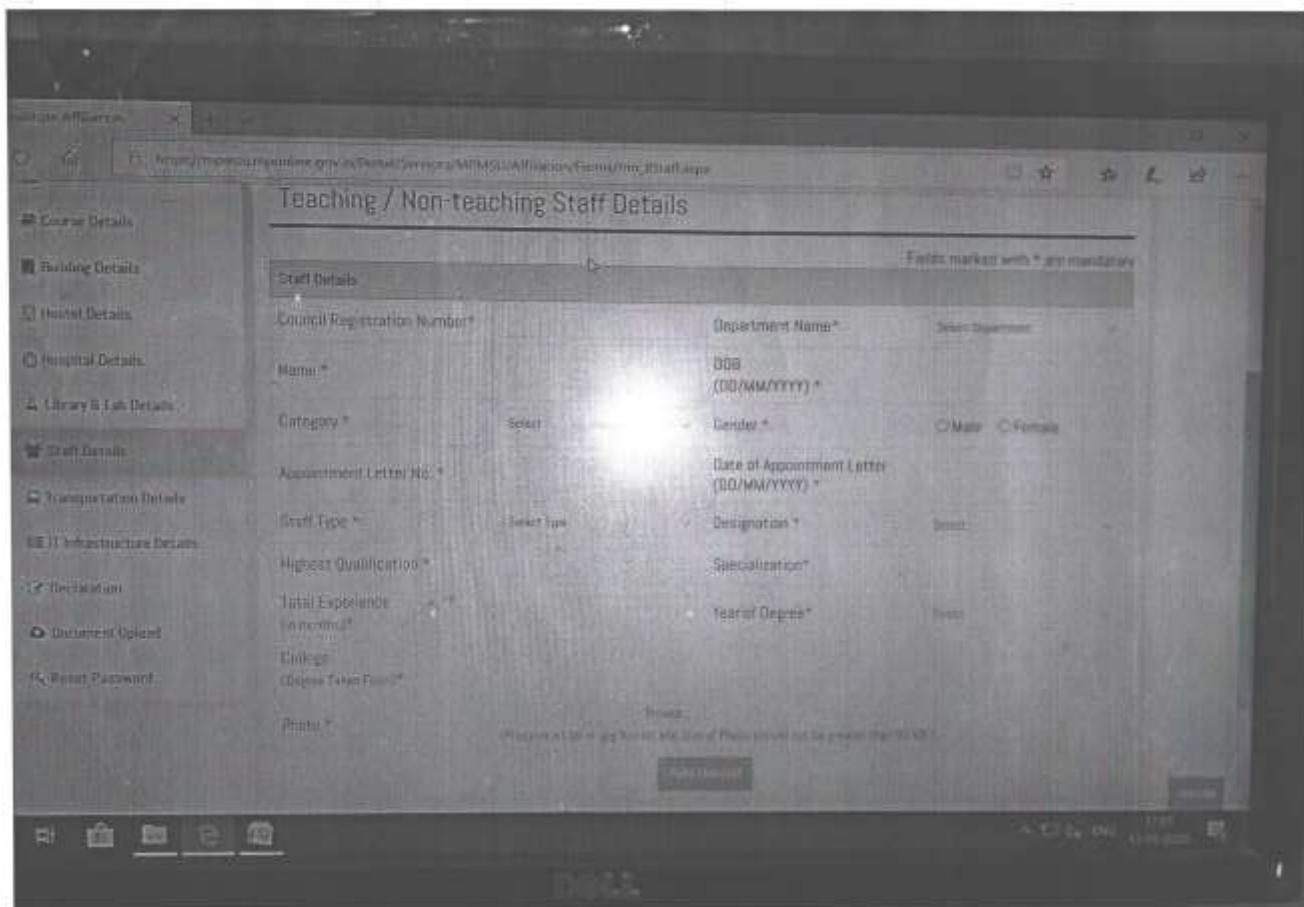 Teaching / Non-teaching Staff Details
Fields marked with * are mandatory
Course Details
Building Details
Hostel Details
Hospital Details
Library & Lab Details
Staff Details
Transportation Details
IT Infrastructure Details
Declaration
Document Upload
Reset Password
Staff Details
Council Registration Number*
Department Name*
Select Department
Name *
DOB
(DD/MM/YYYY) *
Category *
Select
Gender *
Male
Female
Appointment Letter No. *
Date of Appointment Letter
(DD/MM/YYYY) *
Staff Type *
Select Type
Designation *
Select
Highest Qualification *
Specialization*
Total Experience
*
Year of Degree*
Select
College
(Degree Taken From)*
Photo *
ENG
DELL